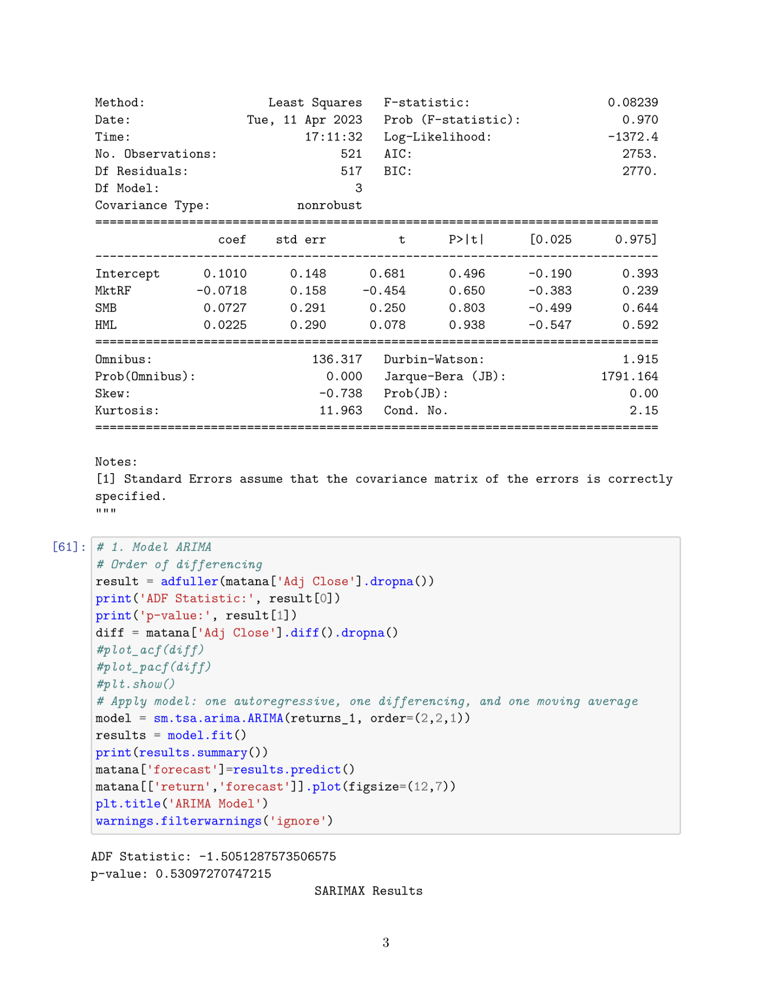 Method:                 Least Squares   F-statistic:                   0.08239
Date:                Tue, 11 Apr 2023   Prob (F-statistic):              0.970
Time:                        17:11:32   Log-Likelihood:                -1372.4
No. Observations:                 521   AIC:                             2753.
Df Residuals:                     517   BIC:                             2770.
Df Model:                           3
Covariance Type:            nonrobust
==============================================================================
                 coef    std err          t      P>|t|      [0.025      0.975]
------------------------------------------------------------------------------
Intercept      0.1010      0.148      0.681      0.496      -0.190       0.393
MktRF         -0.0718      0.158     -0.454      0.650      -0.383       0.239
SMB            0.0727      0.291      0.250      0.803      -0.499       0.644
HML            0.0225      0.290      0.078      0.938      -0.547       0.592
==============================================================================
Omnibus:                      136.317   Durbin-Watson:                   1.915
Prob(Omnibus):                  0.000   Jarque-Bera (JB):             1791.164
Skew:                          -0.738   Prob(JB):                         0.00
Kurtosis:                      11.963   Cond. No.                         2.15
==============================================================================
Notes:
[1] Standard Errors assume that the covariance matrix of the errors is correctly
specified.
"""
[61]: # 1. Model ARIMA
# Order of differencing
result = adfuller(matana['Adj Close'].dropna())
print('ADF Statistic:', result[0])
print('p-value:', result[1])
diff = matana['Adj Close'].diff().dropna()
#plot_acf(diff)
#plot_pacf(diff)
#plt.show()
# Apply model: one autoregressive, one differencing, and one moving average
model = sm.tsa.arima.ARIMA(returns_1, order=(2,2,1))
results = model.fit()
print(results.summary())
matana['forecast']=results.predict()
matana[['return','forecast']].plot(figsize=(12,7))
plt.title('ARIMA Model')
warnings.filterwarnings('ignore')
ADF Statistic: -1.5051287573506575
p-value: 0.53097270747215
SARIMAX Results
3